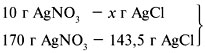 10 г AgNO₃ − x г AgCl
170 г AgNO₃ − 143,5 г AgCl